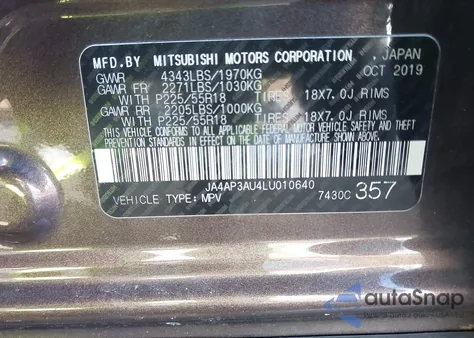 MFD. BY MITSUBISHI MOTORS CORPORATION . JAPAN
GVWR 4343LBS/1970KG OCT 2019
GAWR FR 2271LBS/1030KG
WITH P225/55R18 TIRES, 18X7.0J RIMS
GAWR RR 2205LBS/1000KG
WITH P225/55R18 TIRES, 18X7.0J RIMS
THIS VEHICLE CONFORMS TO ALL APPLICABLE FEDERAL MOTOR VEHICLE SAFETY, BUMPER AND THEFT
PREVENTION STANDARDS IN EFFECT ON THE DATE OF MANUFACTURE SHOWN ABOVE.
JA4AP3AU4LU010640
VEHICLE TYPE: MPV 7430C 357
autoSnap